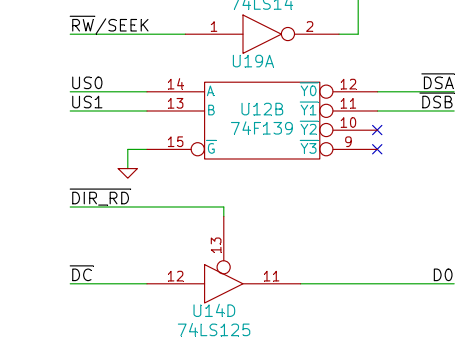 74LS14
RW/SEEK 1 2
U19A
US0 14 A Y0 12 DSA
US1 13 B Y1 11 DSB
U12B
74F139
Y2 10
15 G Y3 9
DIR_RD
13
DC 12 11 D0
U14D
74LS125